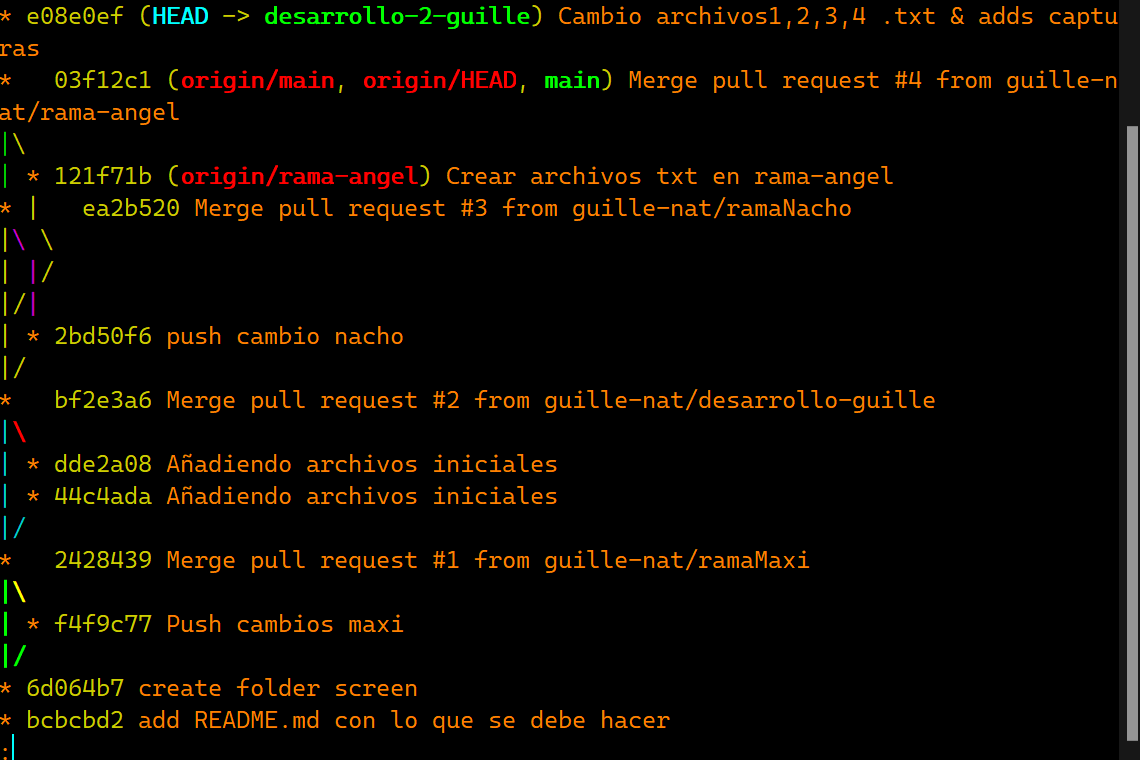 * e08e0ef (HEAD -> desarrollo-2-guille) Cambio archivos1,2,3,4 .txt & adds captu
ras
*   03f12c1 (origin/main, origin/HEAD, main) Merge pull request #4 from guille-n
at/rama-angel
|\
| * 121f71b (origin/rama-angel) Crear archivos txt en rama-angel
* |   ea2b520 Merge pull request #3 from guille-nat/ramaNacho
|\ \
| |/
|/|
| * 2bd50f6 push cambio nacho
|/
*   bf2e3a6 Merge pull request #2 from guille-nat/desarrollo-guille
|\
| * dde2a08 Añadiendo archivos iniciales
| * 44c4ada Añadiendo archivos iniciales
|/
*   2428439 Merge pull request #1 from guille-nat/ramaMaxi
|\
| * f4f9c77 Push cambios maxi
|/
* 6d064b7 create folder screen
* bcbcbd2 add README.md con lo que se debe hacer
: